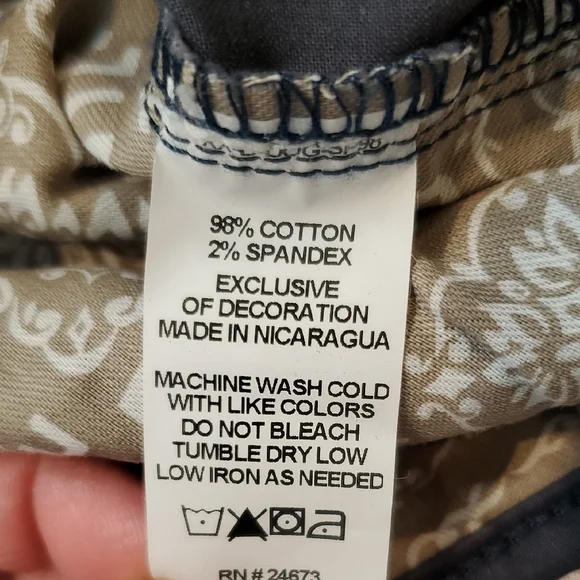 98% COTTON
2% SPANDEX
EXCLUSIVE
OF DECORATION
MADE IN NICARAGUA
MACHINE WASH COLD
WITH LIKE COLORS
DO NOT BLEACH
TUMBLE DRY LOW
LOW IRON AS NEEDED
RN # 24673